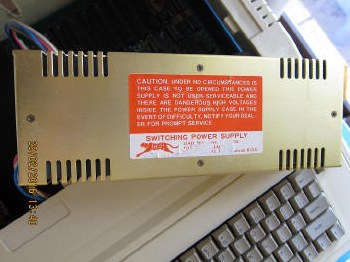 CAUTION: UNDER NO CIRCUMSTANCES IS
THIS CASE TO BE OPENED THIS POWER
SUPPLY IS NOT USER-SERVICEABLE AND
THERE ARE DANGEROUS HIGH VOLTAGES
INSIDE THE POWER SUPPLY CASE IN THE
EVENT OF DIFFICULTY, NOTIFY YOUR DEAL-
ER FOR PROMPT SERVICE
SWITCHING POWER SUPPLY